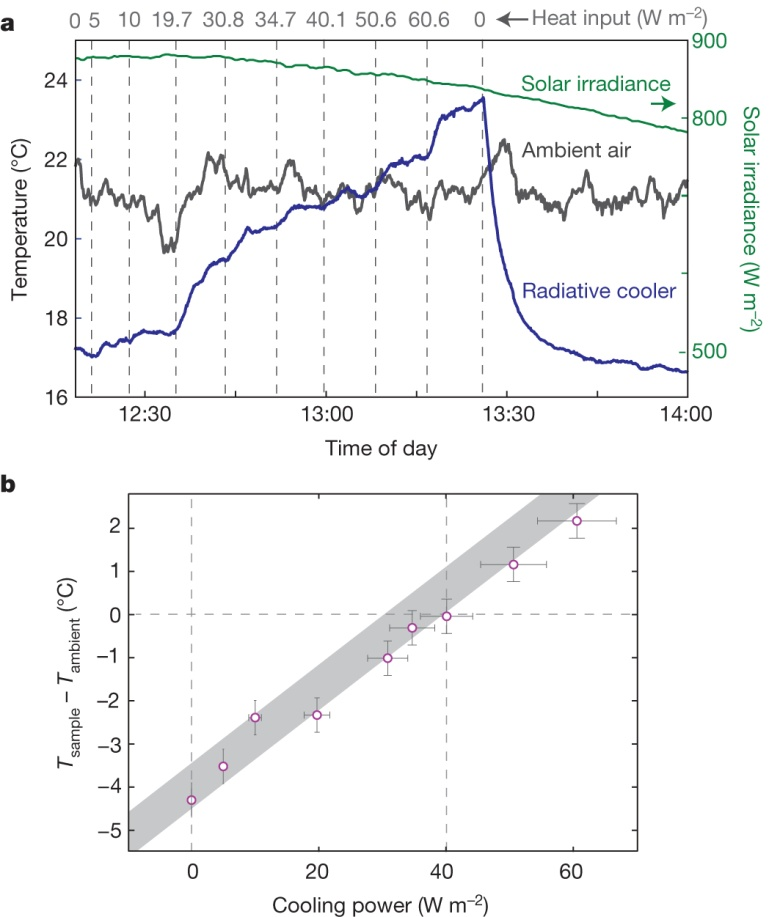 a
0 5 10 19.7 30.8 34.7 40.1 50.6 60.6 0 ← Heat input (W m⁻²)
900
24
Solar irradiance
→
800
Temperature (°C)
22
Ambient air
Solar irradiance (W m⁻²)
20
Radiative cooler
18
500
16
12:30 13:00 13:30 14:00
Time of day
b
2
1
0
T_sample – T_ambient (°C)
–1
–2
–3
–4
–5
0 20 40 60
Cooling power (W m⁻²)